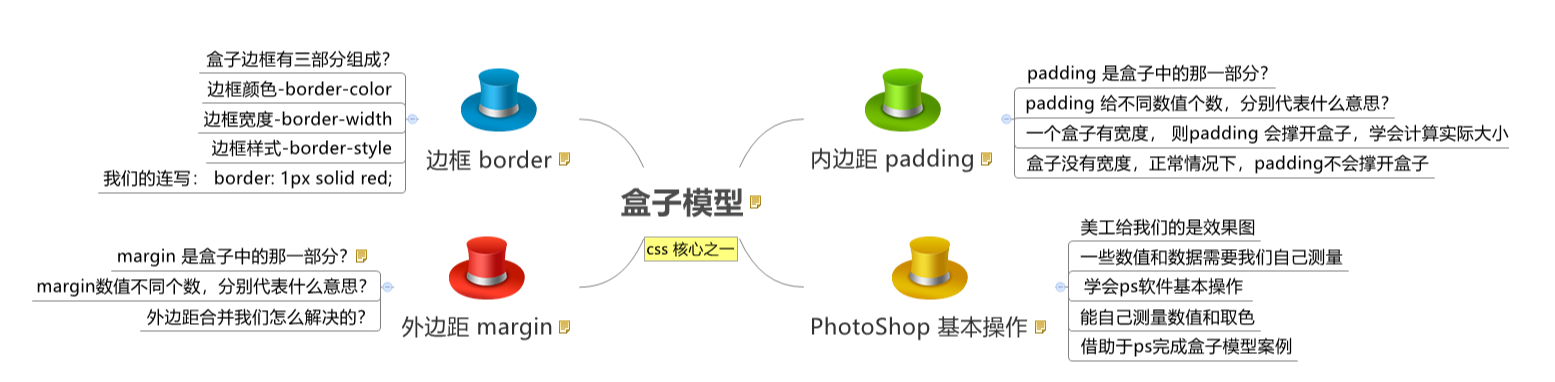 盒子边框有三部分组成?
边框颜色-border-color
边框宽度-border-width
边框样式-border-style
我们的连写: border: 1px solid red;
边框 border
padding 是盒子中的那一部分?
padding 给不同数值个数，分别代表什么意思?
一个盒子有宽度， 则padding 会撑开盒子，学会计算实际大小
盒子没有宽度，正常情况下，padding不会撑开盒子
内边距 padding
盒子模型
css 核心之一
margin 是盒子中的那一部分?
margin数值不同个数，分别代表什么意思?
外边距合并我们怎么解决的?
外边距 margin
美工给我们的是效果图
一些数值和数据需要我们自己测量
学会ps软件基本操作
能自己测量数值和取色
借助于ps完成盒子模型案例
PhotoShop 基本操作